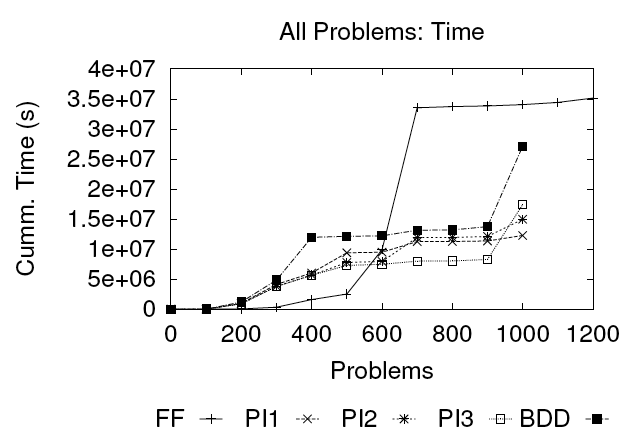 All Problems: Time
Cumm. Time (s)
4e+07
3.5e+07
3e+07
2.5e+07
2e+07
1.5e+07
1e+07
5e+06
0
0 200 400 600 800 1000 1200
Problems
FF PI1 PI2 PI3 BDD